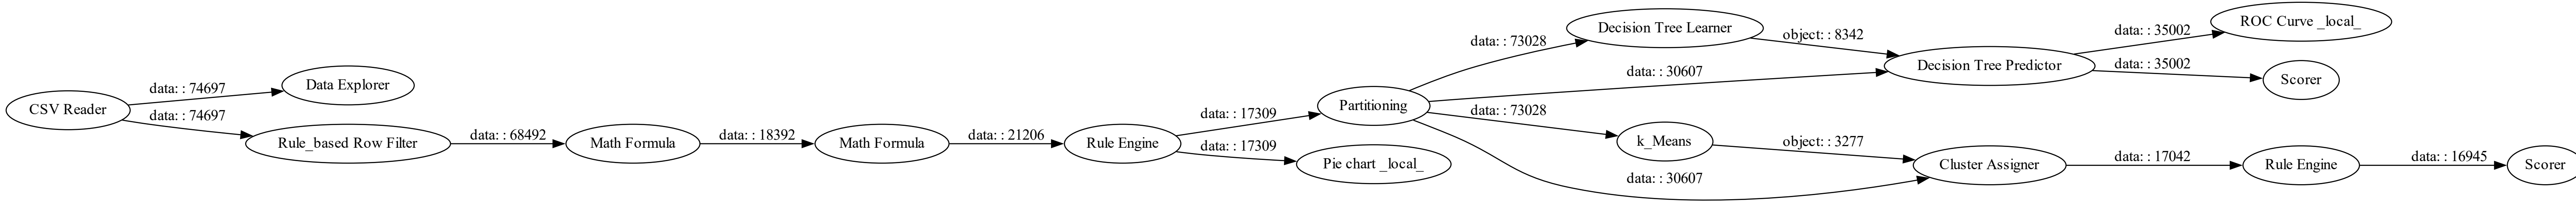 CSV Reader
data: : 74697
data: : 74697
Data Explorer
Rule_based Row Filter
data: : 68492
Math Formula
data: : 18392
Math Formula
data: : 21206
Rule Engine
data: : 17309
data: : 17309
Partitioning
Pie chart _local_
data: : 73028
data: : 30607
data: : 73028
data: : 30607
Decision Tree Learner
object: : 8342
k_Means
object: : 3277
Decision Tree Predictor
data: : 35002
data: : 35002
ROC Curve _local_
Scorer
Cluster Assigner
data: : 17042
Rule Engine
data: : 16945
Scorer